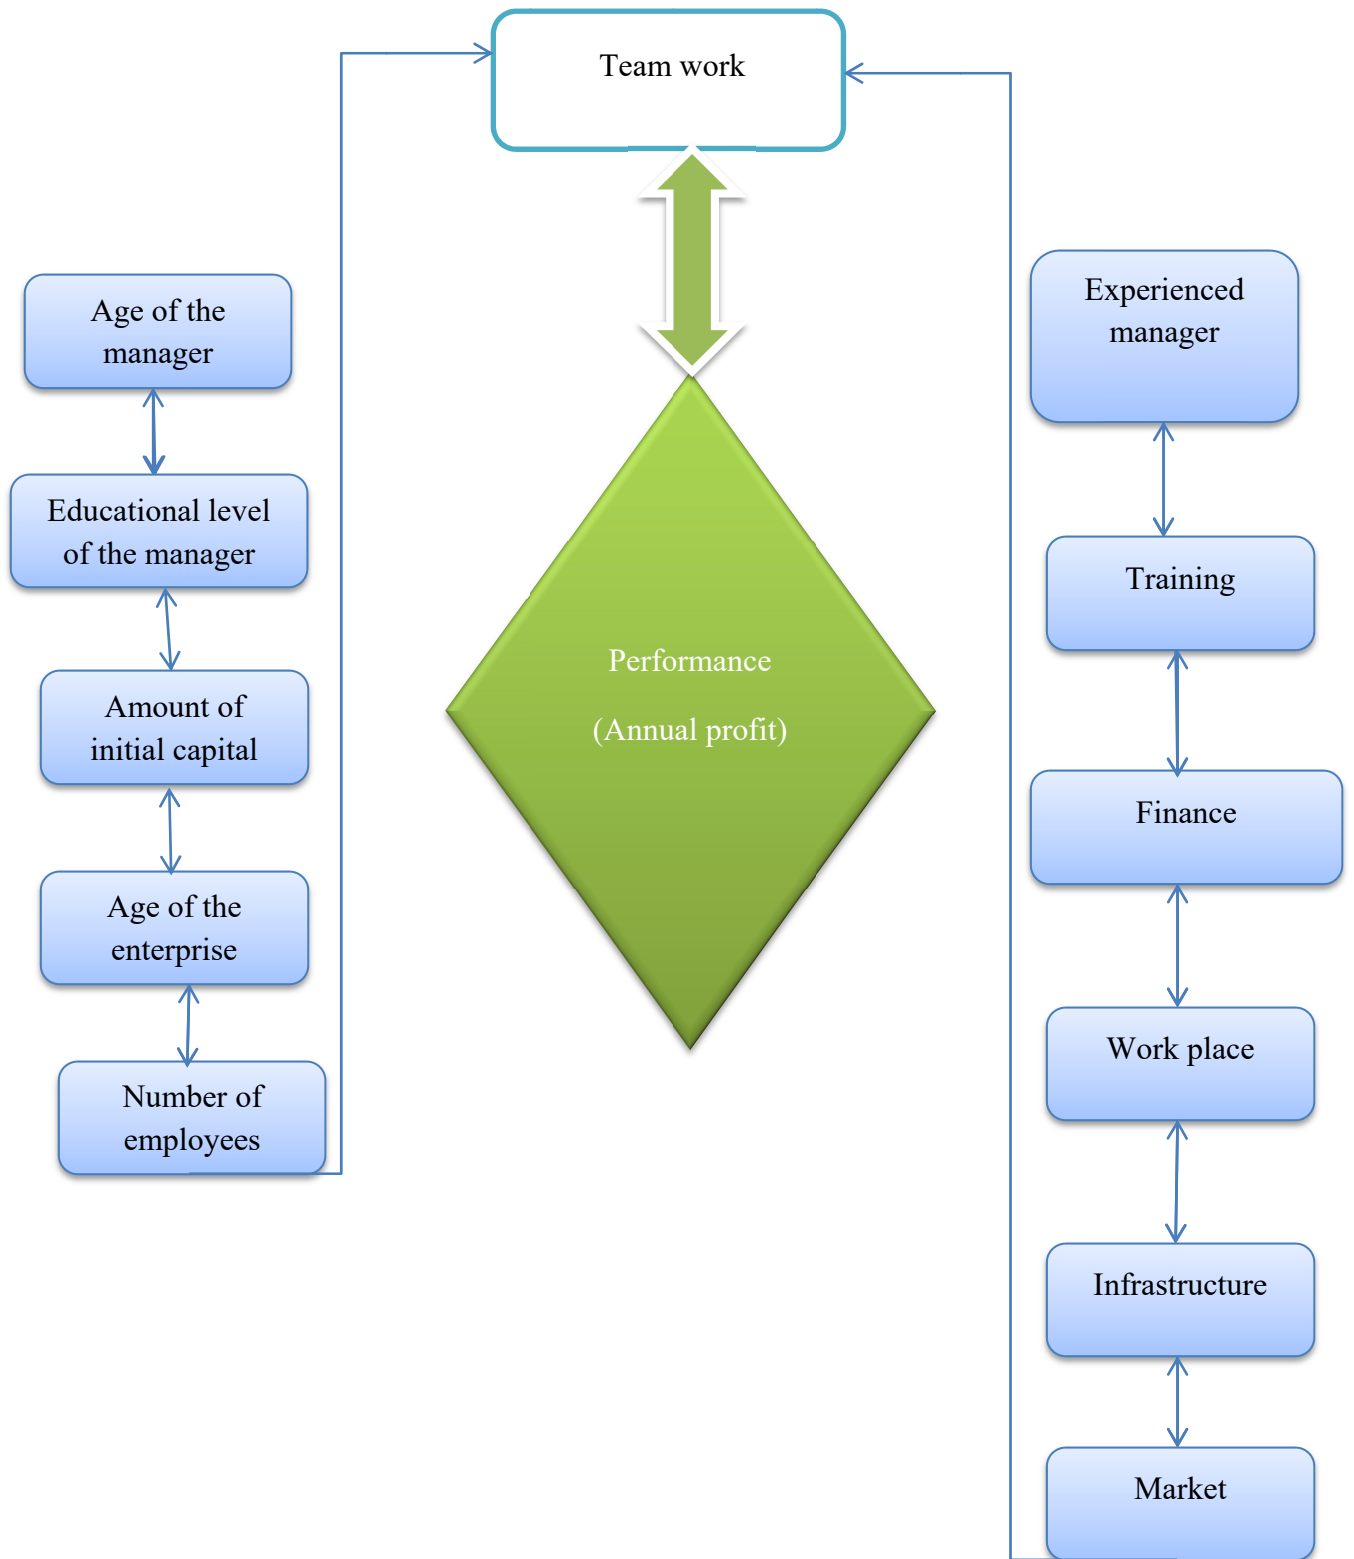 Team work
Age of the
manager
Educational level
of the manager
Amount of
initial capital
Age of the
enterprise
Number of
employees
Performance
(Annual profit)
Experienced
manager
Training
Finance
Work place
Infrastructure
Market